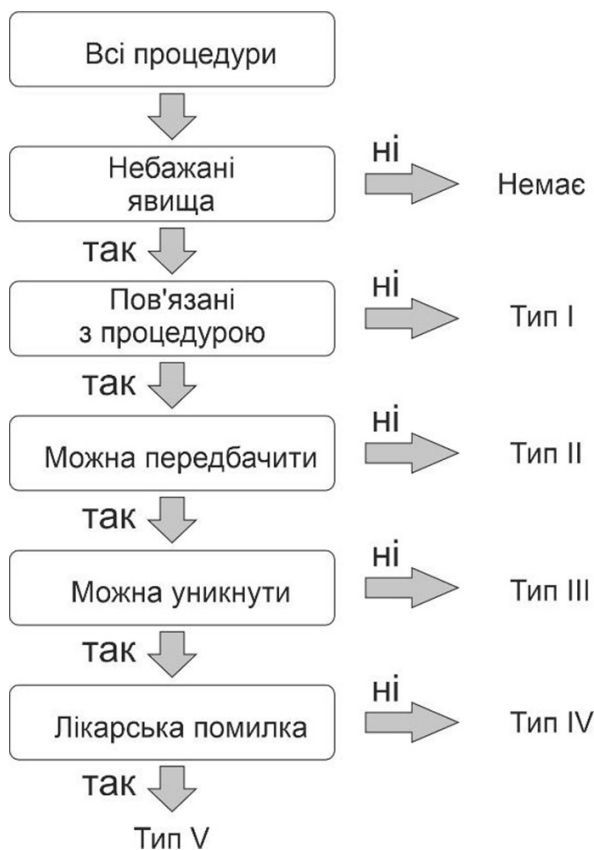 Всі процедури
ні
Небажані
явища
Немає
так
ні
Пов'язані
з процедурою
Тип I
так
ні
Можна передбачити
Тип II
так
ні
Можна уникнути
Тип III
так
ні
Лікарська помилка
Тип IV
так
Тип V